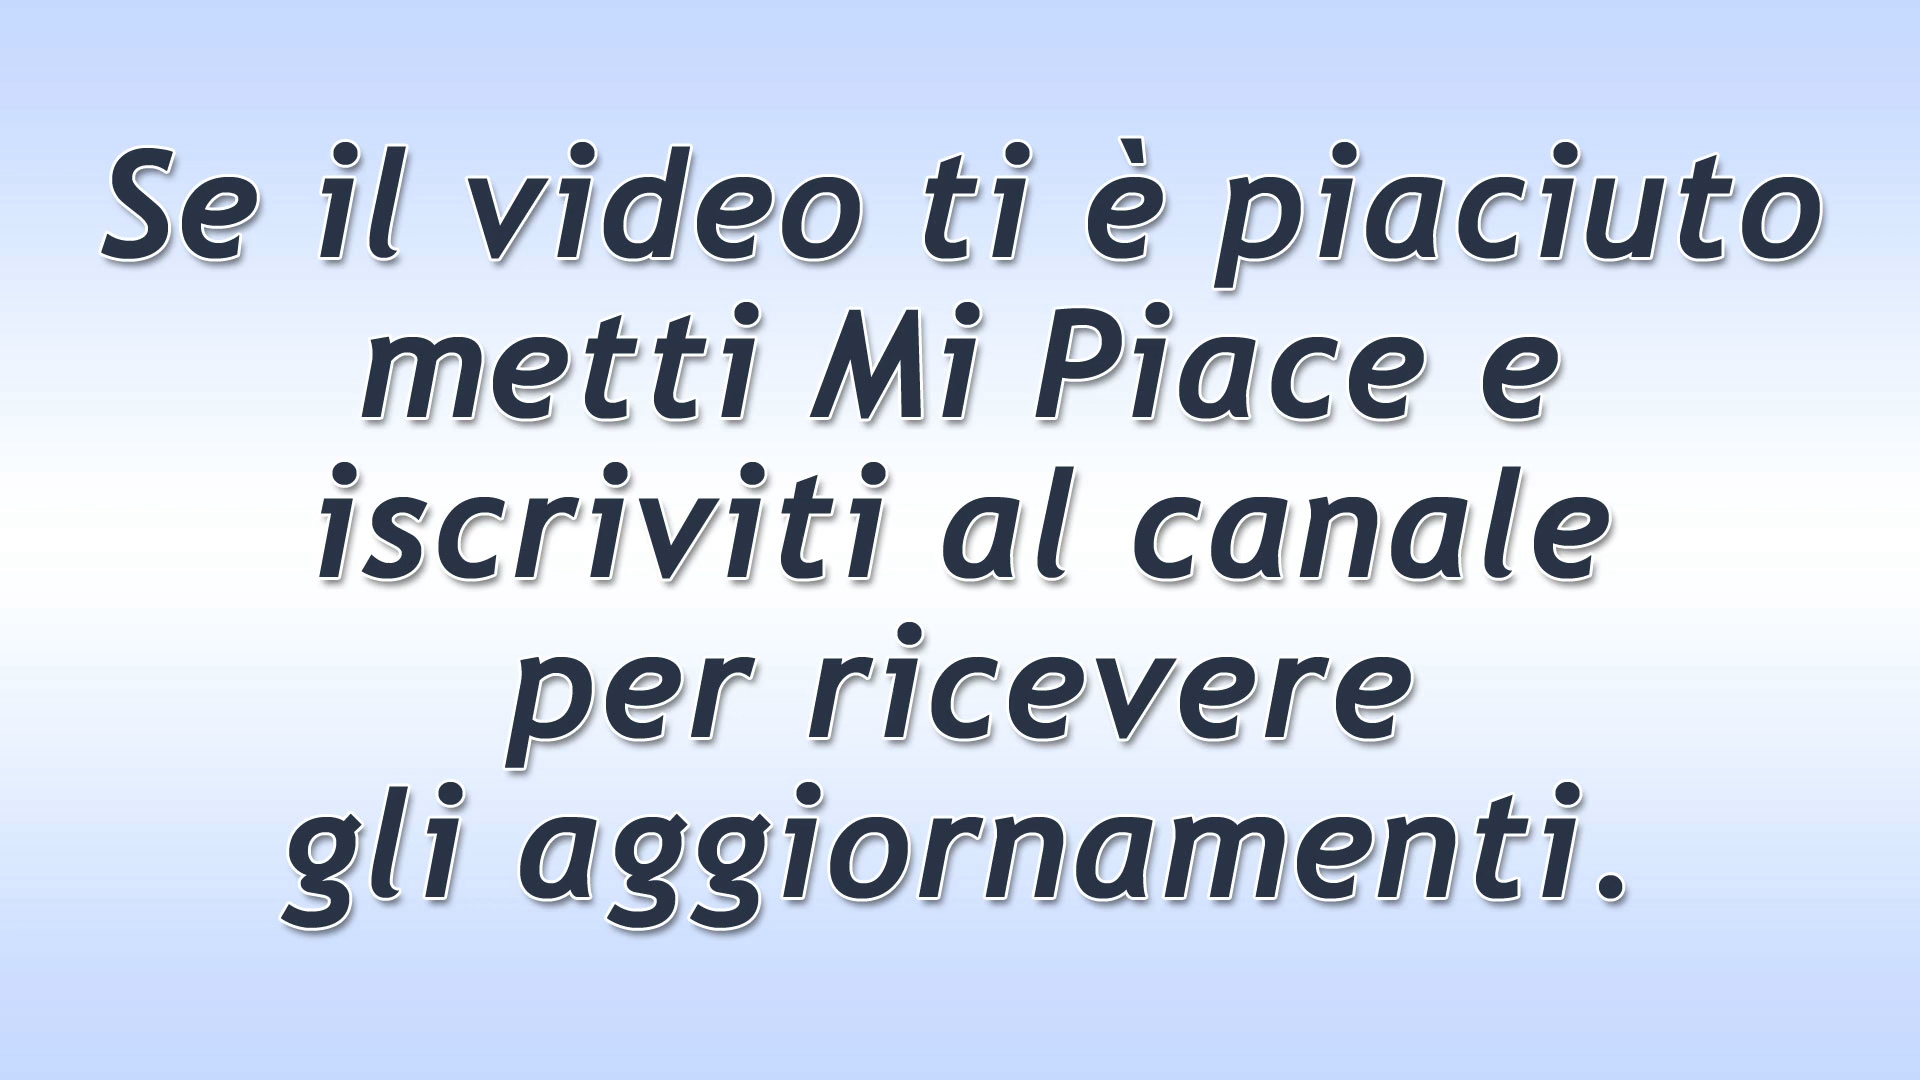 Se il video ti è piaciuto
metti Mi Piace e
iscriviti al canale
per ricevere
gli aggiornamenti.